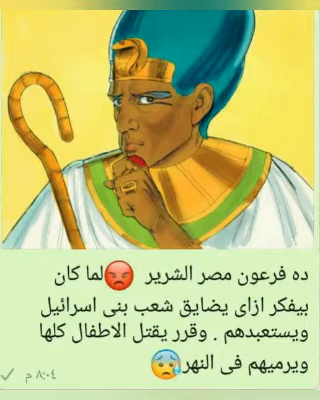 ده فرعون مصر الشرير 😡لما كان
بيفكر ازاى يضايق شعب بنى اسرائيل
ويستعبدهم . وقرر يقتل الاطفال كلها
ويرميهم فى النهر😰
٨:٠٤ م